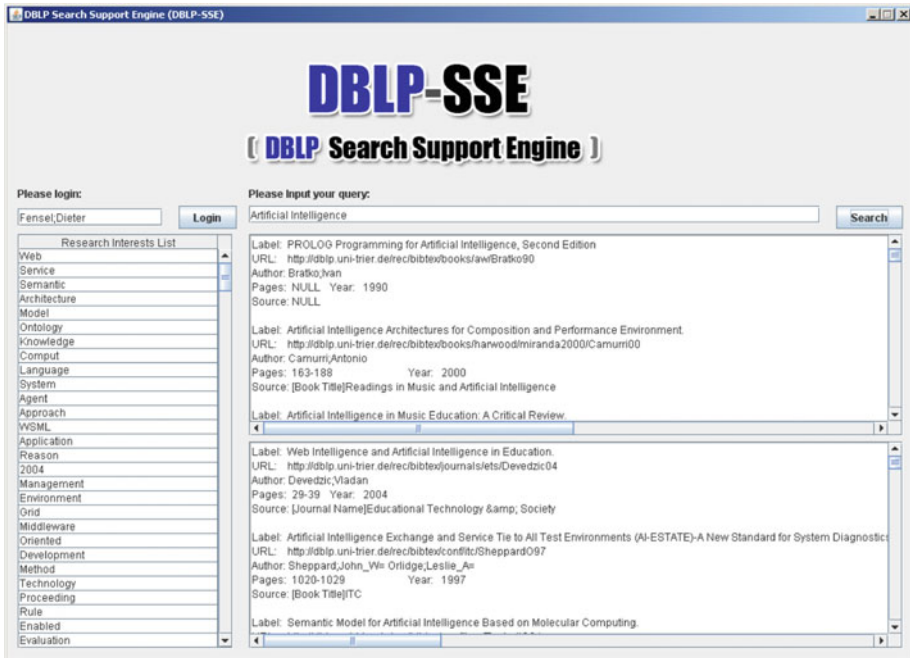 DBLP Search Support Engine (DBLP-SSE)
DBLP-SSE
( DBLP Search Support Engine )
Please login:
Fensel;Dieter
Login
Research Interests List
Web
Service
Semantic
Architecture
Model
Ontology
Knowledge
Comput
Language
System
Agent
Approach
WSML
Application
Reason
2004
Management
Environment
Grid
Middleware
Oriented
Development
Method
Technology
Proceeding
Rule
Enabled
Evaluation
Please Input your query:
Artificial Intelligence
Search
Label: PROLOG Programming for Artificial Intelligence, Second Edition
URL: http://dblp.uni-trier.de/rec/bibtex/books/aw/Bratko90
Author: Bratko;Ivan
Pages: NULL Year: 1990
Source: NULL
Label: Artificial Intelligence Architectures for Composition and Performance Environment.
URL: http://dblp.uni-trier.de/rec/bibtex/books/harwood/miranda2000/Camurri00
Author: Camurri;Antonio
Pages: 163-188 Year: 2000
Source: [Book Title]Readings in Music and Artificial Intelligence
Label: Artificial Intelligence in Music Education: A Critical Review.
Label: Web Intelligence and Artificial Intelligence in Education.
URL: http://dblp.uni-trier.de/rec/bibtex/journals/ets/Devedzic04
Author: Devedzic;Vladan
Pages: 29-39 Year: 2004
Source: [Journal Name]Educational Technology &amp; Society
Label: Artificial Intelligence Exchange and Service Tie to All Test Environments (AI-ESTATE)-A New Standard for System Diagnostics
URL: http://dblp.uni-trier.de/rec/bibtex/conf/itc/SheppardO97
Author: Sheppard;John_W= Orlidge;Leslie_A=
Pages: 1020-1029 Year: 1997
Source: [Book Title]ITC
Label: Semantic Model for Artificial Intelligence Based on Molecular Computing.